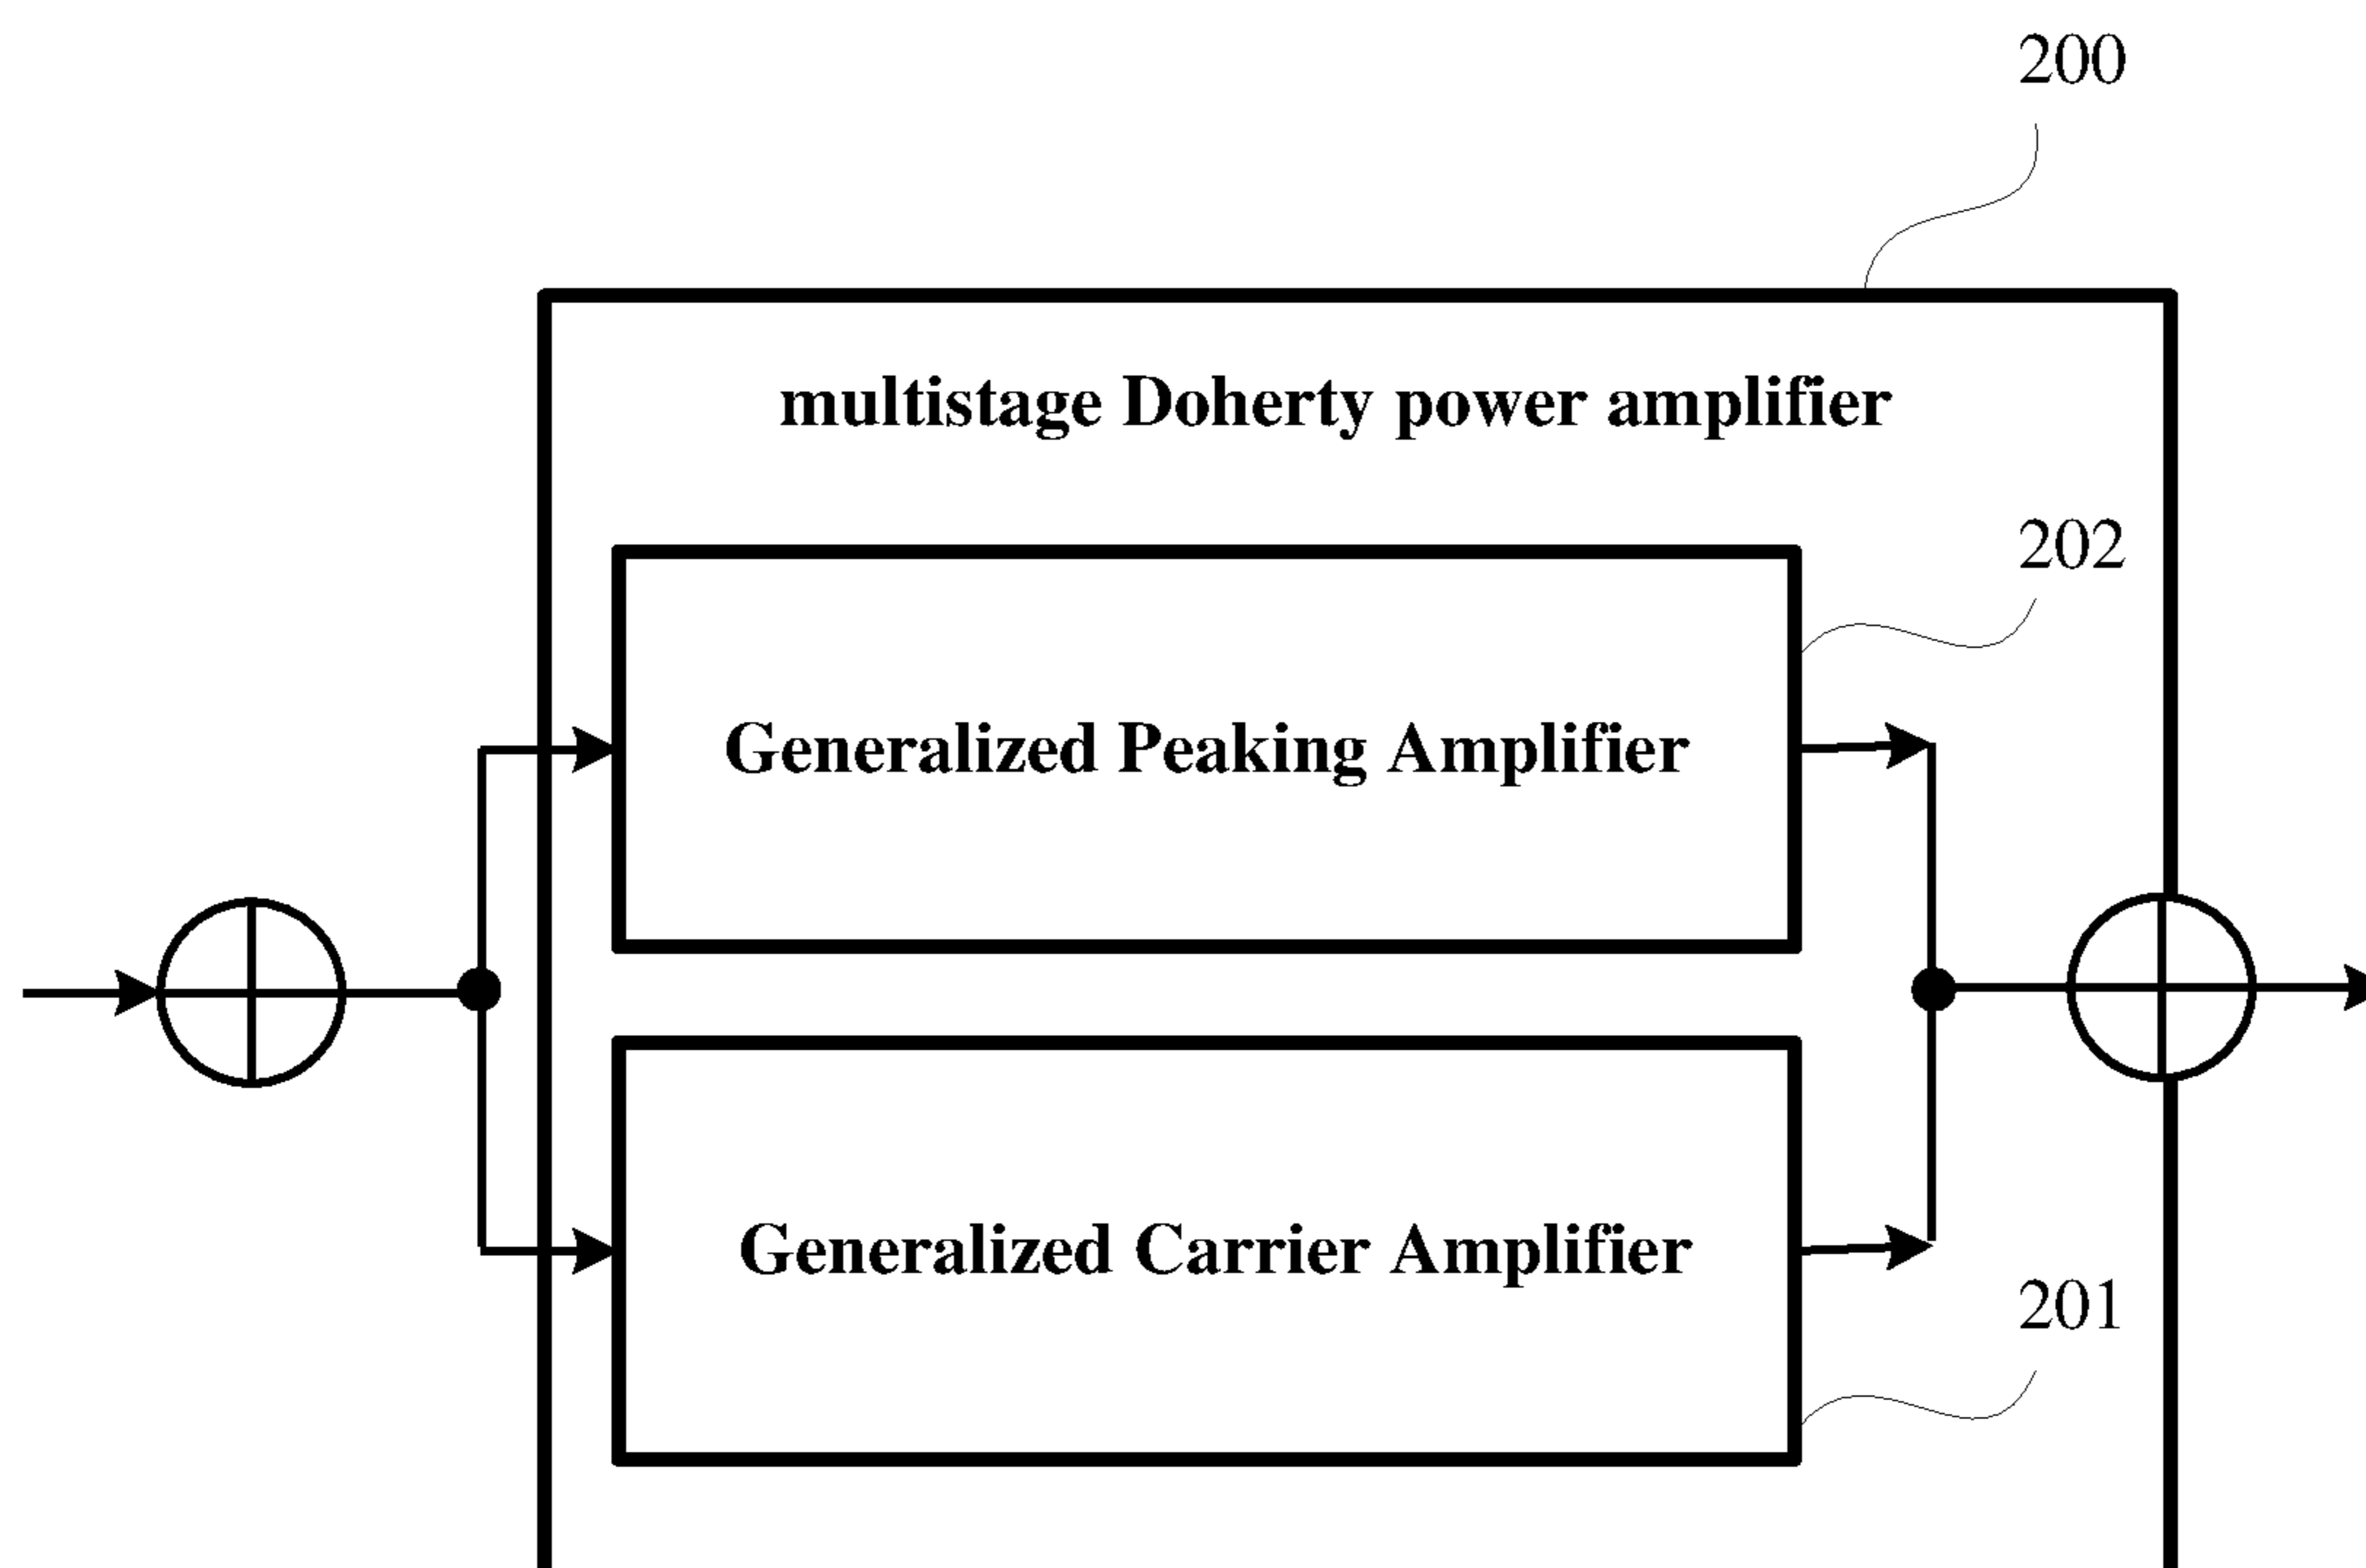 200
multistage Doherty power amplifier
202
Generalized Peaking Amplifier
Generalized Carrier Amplifier
201